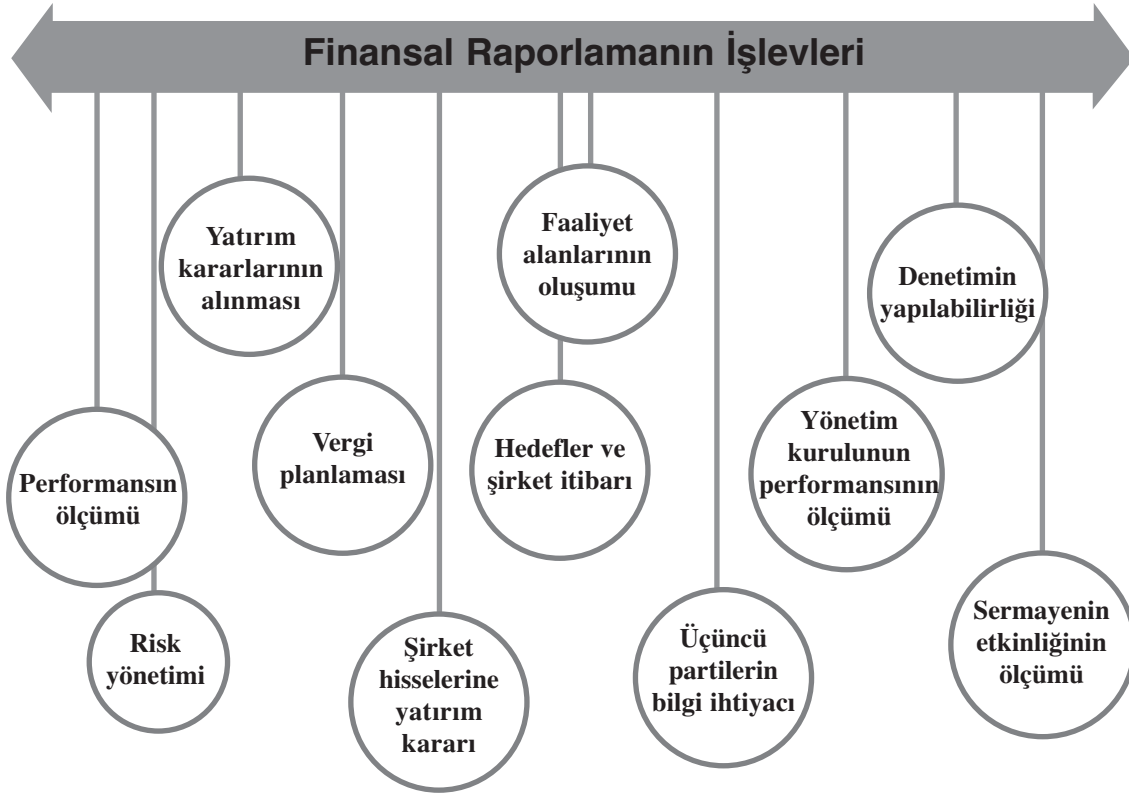 Finansal Raporlamanın İşlevleri
Performansın
ölçümü
Risk
yönetimi
Yatırım
kararlarının
alınması
Vergi
planlaması
Şirket
hisselerine
yatırım
kararı
Faaliyet
alanlarının
oluşumu
Hedefler ve
şirket itibarı
Üçüncü
partilerin
bilgi ihtiyacı
Yönetim
kurulunun
performansının
ölçümü
Denetimin
yapılabilirliği
Sermayenin
etkinliğinin
ölçümü